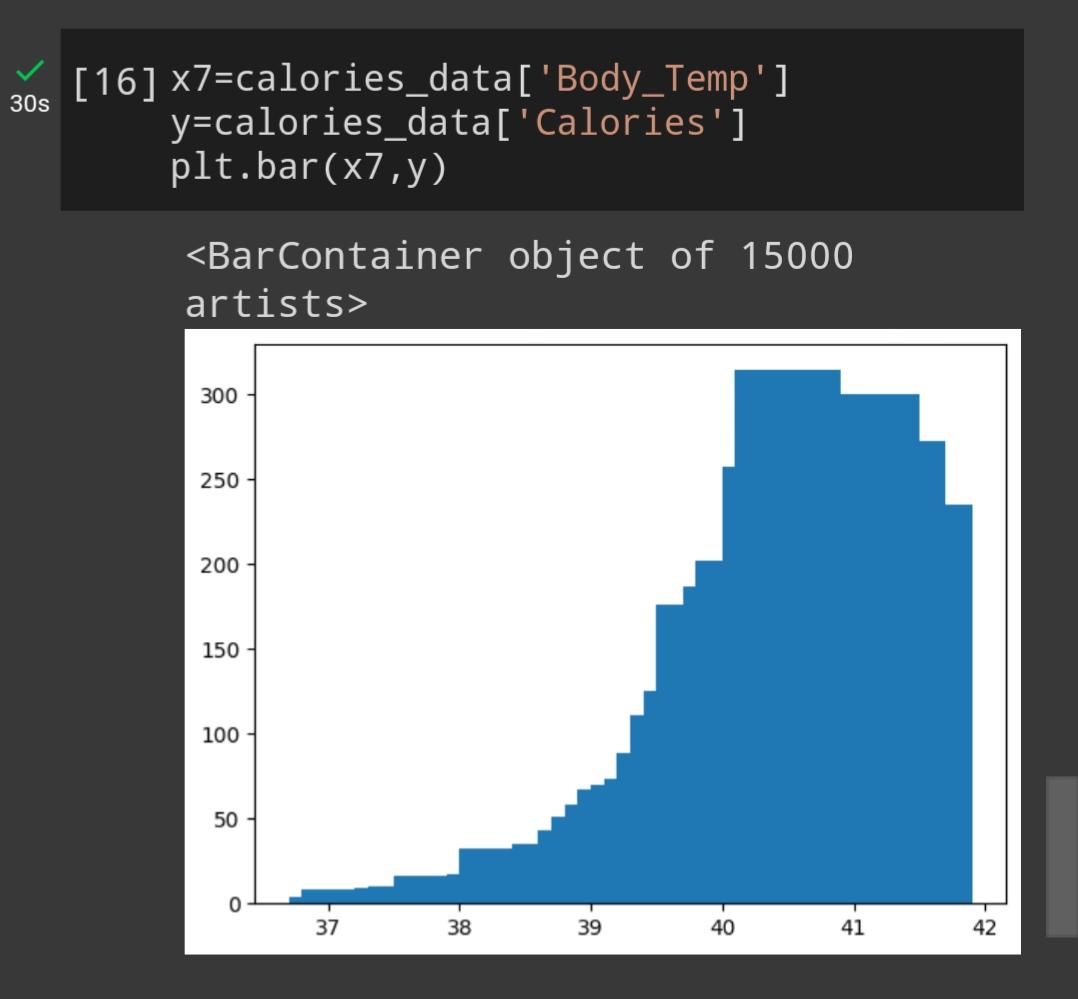 [16] x7=calories_data['Body_Temp']
30s
y=calories_data['Calories']
plt.bar(x7,y)
<BarContainer object of 15000
artists>
300
250
200
150
100
50
0
37 38 39 40 41 42